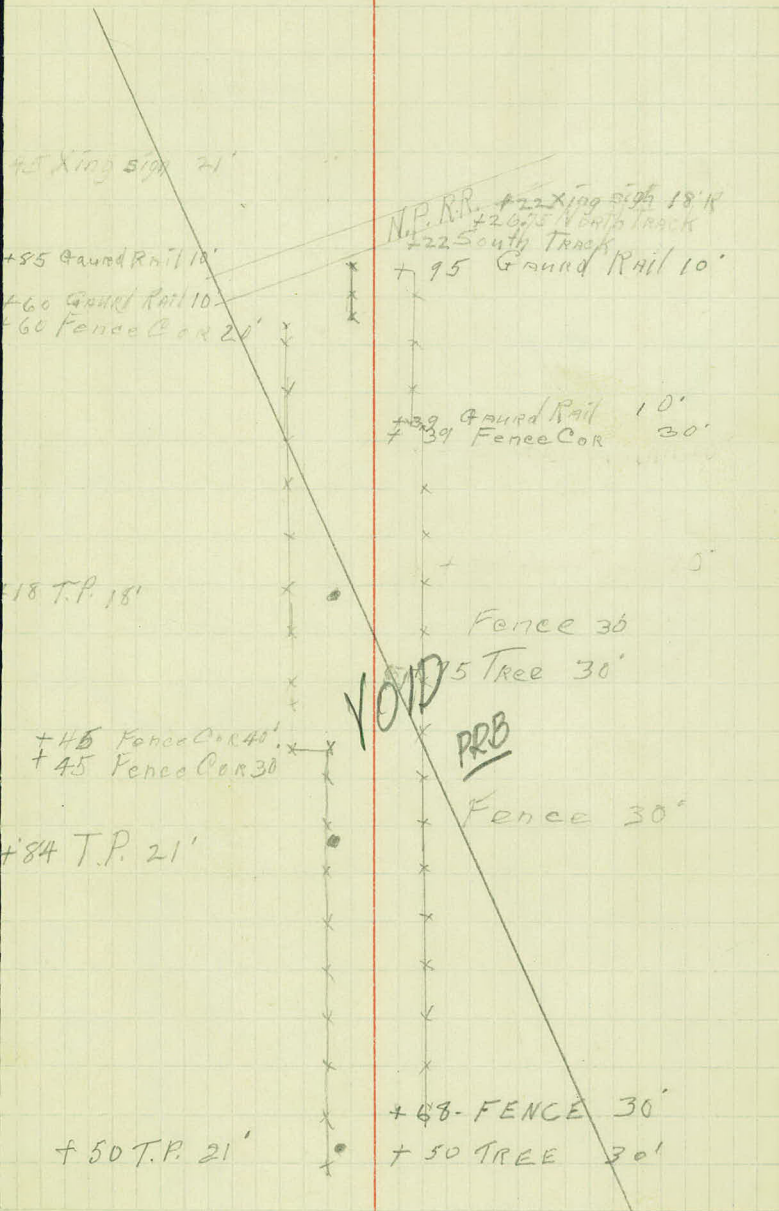 Xing sign 21'
N.P. R.R. +22 Xing sign 18'R
+26.75 North Track
+22 South Track
+85 Gaurd Rail 10'
+95 Gaurd Rail 10'
+60 Gaurd Rail 10
+60 Fence Cor 20'
+39 Gaurd Rail 10'
+39 Fence Cor 30'
+18 T.P. 18'
Fence 30
5 Tree 30'
VOID
PRB
+45 Fence Cor 40'
+45 Fence Cor 30
Fence 30'
+84 T.P. 21'
+68- FENCE 30'
+50 T.P. 21'
+50 TREE 30'